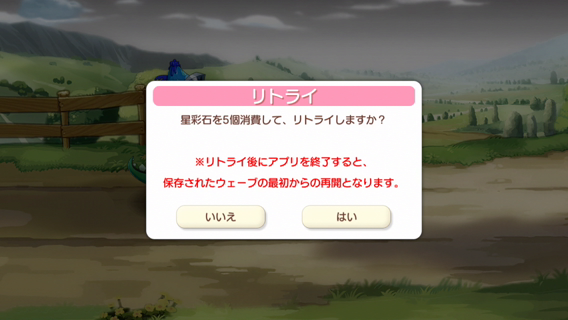 リトライ
星彩石を5個消費して、リトライしますか？
※リトライ後にアプリを終了すると、
保存されたウェーブの最初からの再開となります。
いいえ
はい